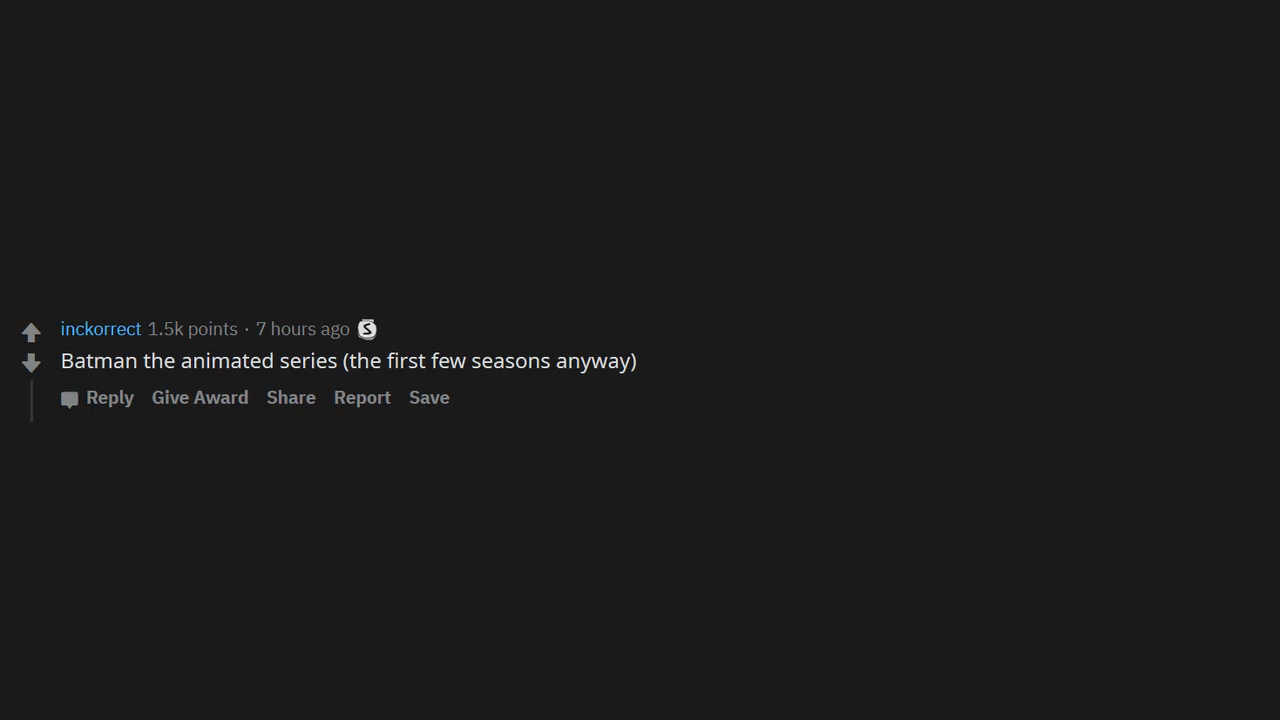 inckorrect 1.5k points · 7 hours ago S
Batman the animated series (the first few seasons anyway)
Reply Give Award Share Report Save